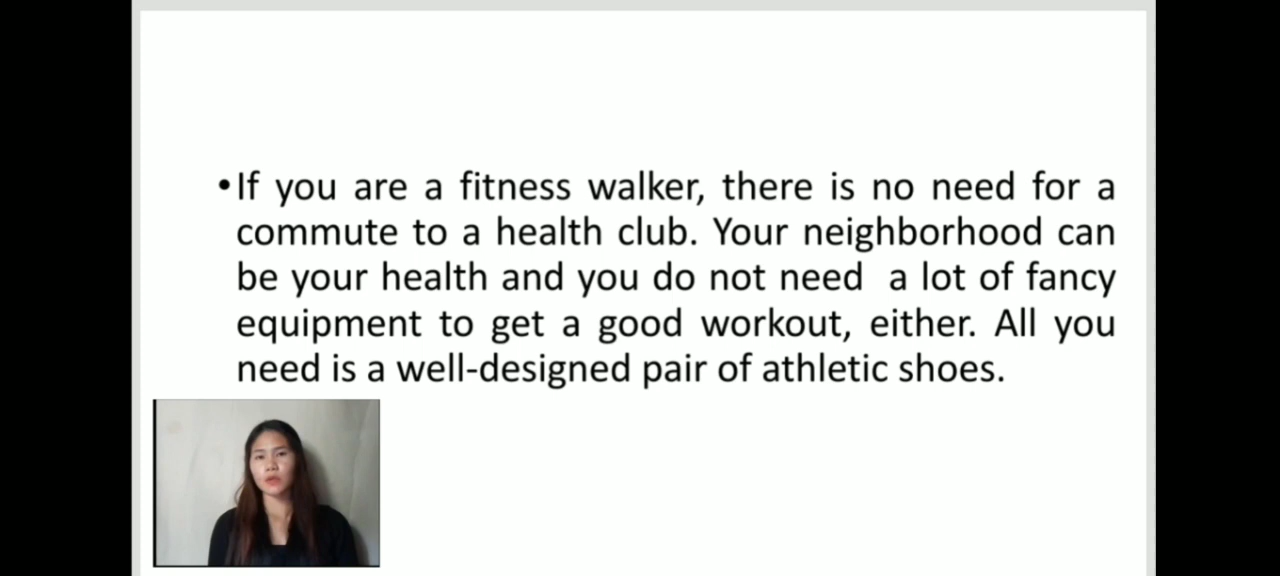 •If you are a fitness walker, there is no need for a
commute to a health club. Your neighborhood can
be your health and you do not need  a lot of fancy
equipment to get a good workout, either. All you
need is a well-designed pair of athletic shoes.